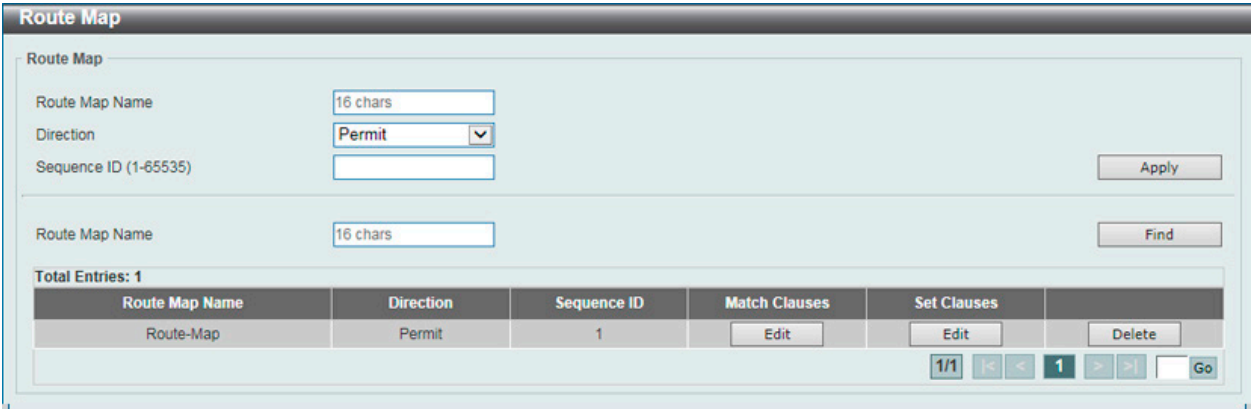 Route Map
Route Map
Route Map Name 16 chars
Direction Permit
Sequence ID (1-65535) Apply
Route Map Name 16 chars Find
Total Entries: 1
Route Map Name Direction Sequence ID Match Clauses Set Clauses
Route-Map Permit 1 Edit Edit Delete
1/1 |< < 1 > >| Go